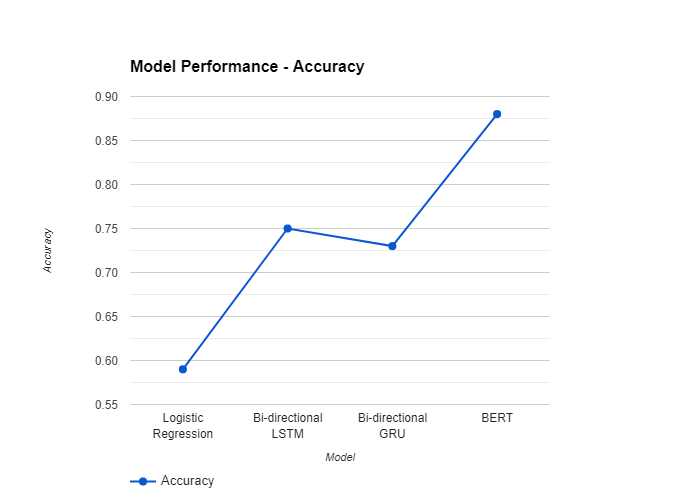 Model Performance - Accuracy
0.90
0.85
0.80
0.75
0.70
0.65
0.60
0.55
Accuracy
Logistic
Regression
Bi-directional
LSTM
Bi-directional
GRU
BERT
Model
Accuracy